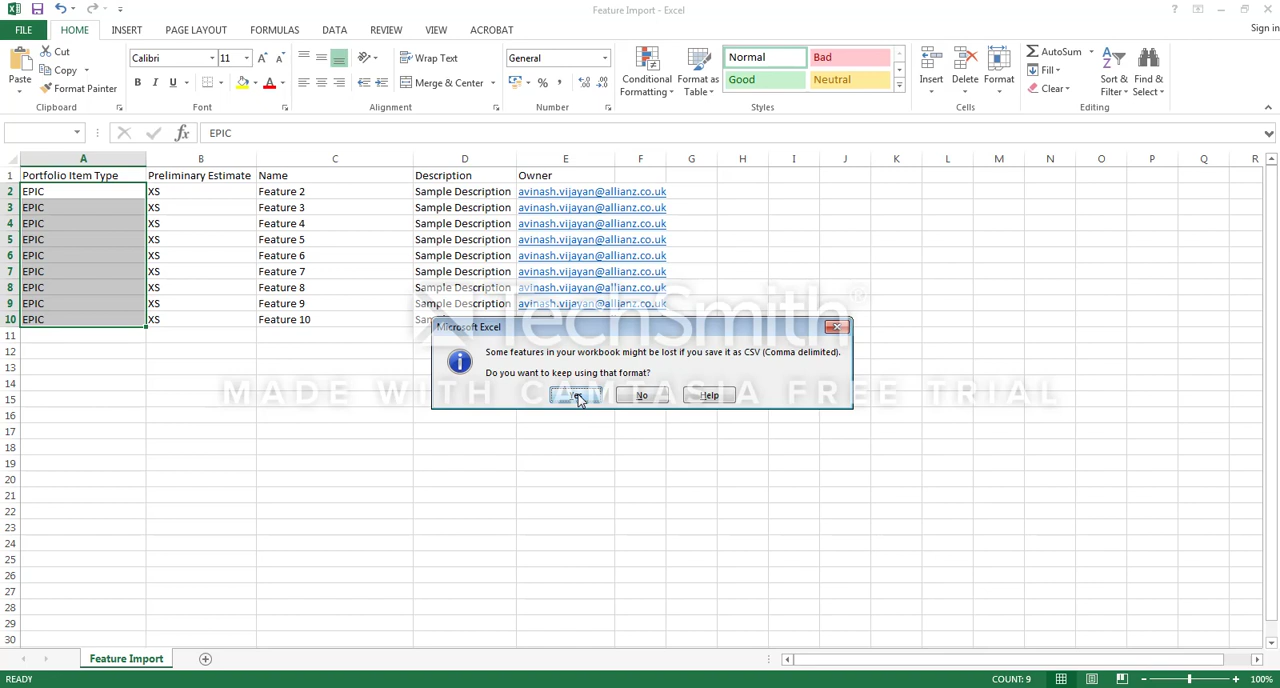 Feature Import - Excel
Sign in
FILE HOME INSERT PAGE LAYOUT FORMULAS DATA REVIEW VIEW ACROBAT
Paste
Cut
Copy
Format Painter
Clipboard
Calibri 11
B I U
Font
Wrap Text
Merge & Center
Alignment
General
Number
Conditional Formatting
Format as Table
Normal Bad
Good Neutral
Styles
Insert Delete Format
Cells
AutoSum
Fill
Clear
Sort & Filter
Find & Select
Editing
fx EPIC
A B C D E F G H I J K L M N O P Q R
1 Portfolio Item Type Preliminary Estimate Name Description Owner
2 EPIC XS Feature 2 Sample Description avinash.vijayan@allianz.co.uk
3 EPIC XS Feature 3 Sample Description avinash.vijayan@allianz.co.uk
4 EPIC XS Feature 4 Sample Description avinash.vijayan@allianz.co.uk
5 EPIC XS Feature 5 Sample Description avinash.vijayan@allianz.co.uk
6 EPIC XS Feature 6 Sample Description avinash.vijayan@allianz.co.uk
7 EPIC XS Feature 7 Sample Description avinash.vijayan@allianz.co.uk
8 EPIC XS Feature 8 Sample Description avinash.vijayan@allianz.co.uk
9 EPIC XS Feature 9 Sample Description avinash.vijayan@allianz.co.uk
10 EPIC XS Feature 10
TechSmith®
Microsoft Excel
Some features in your workbook might be lost if you save it as CSV (Comma delimited).
Do you want to keep using that format?
Yes No Help
MADE WITH CAMTASIA FREE TRIAL
11
12
13
14
15
16
17
18
19
20
21
22
23
24
25
26
27
28
29
30
Feature Import
READY COUNT: 9 100%